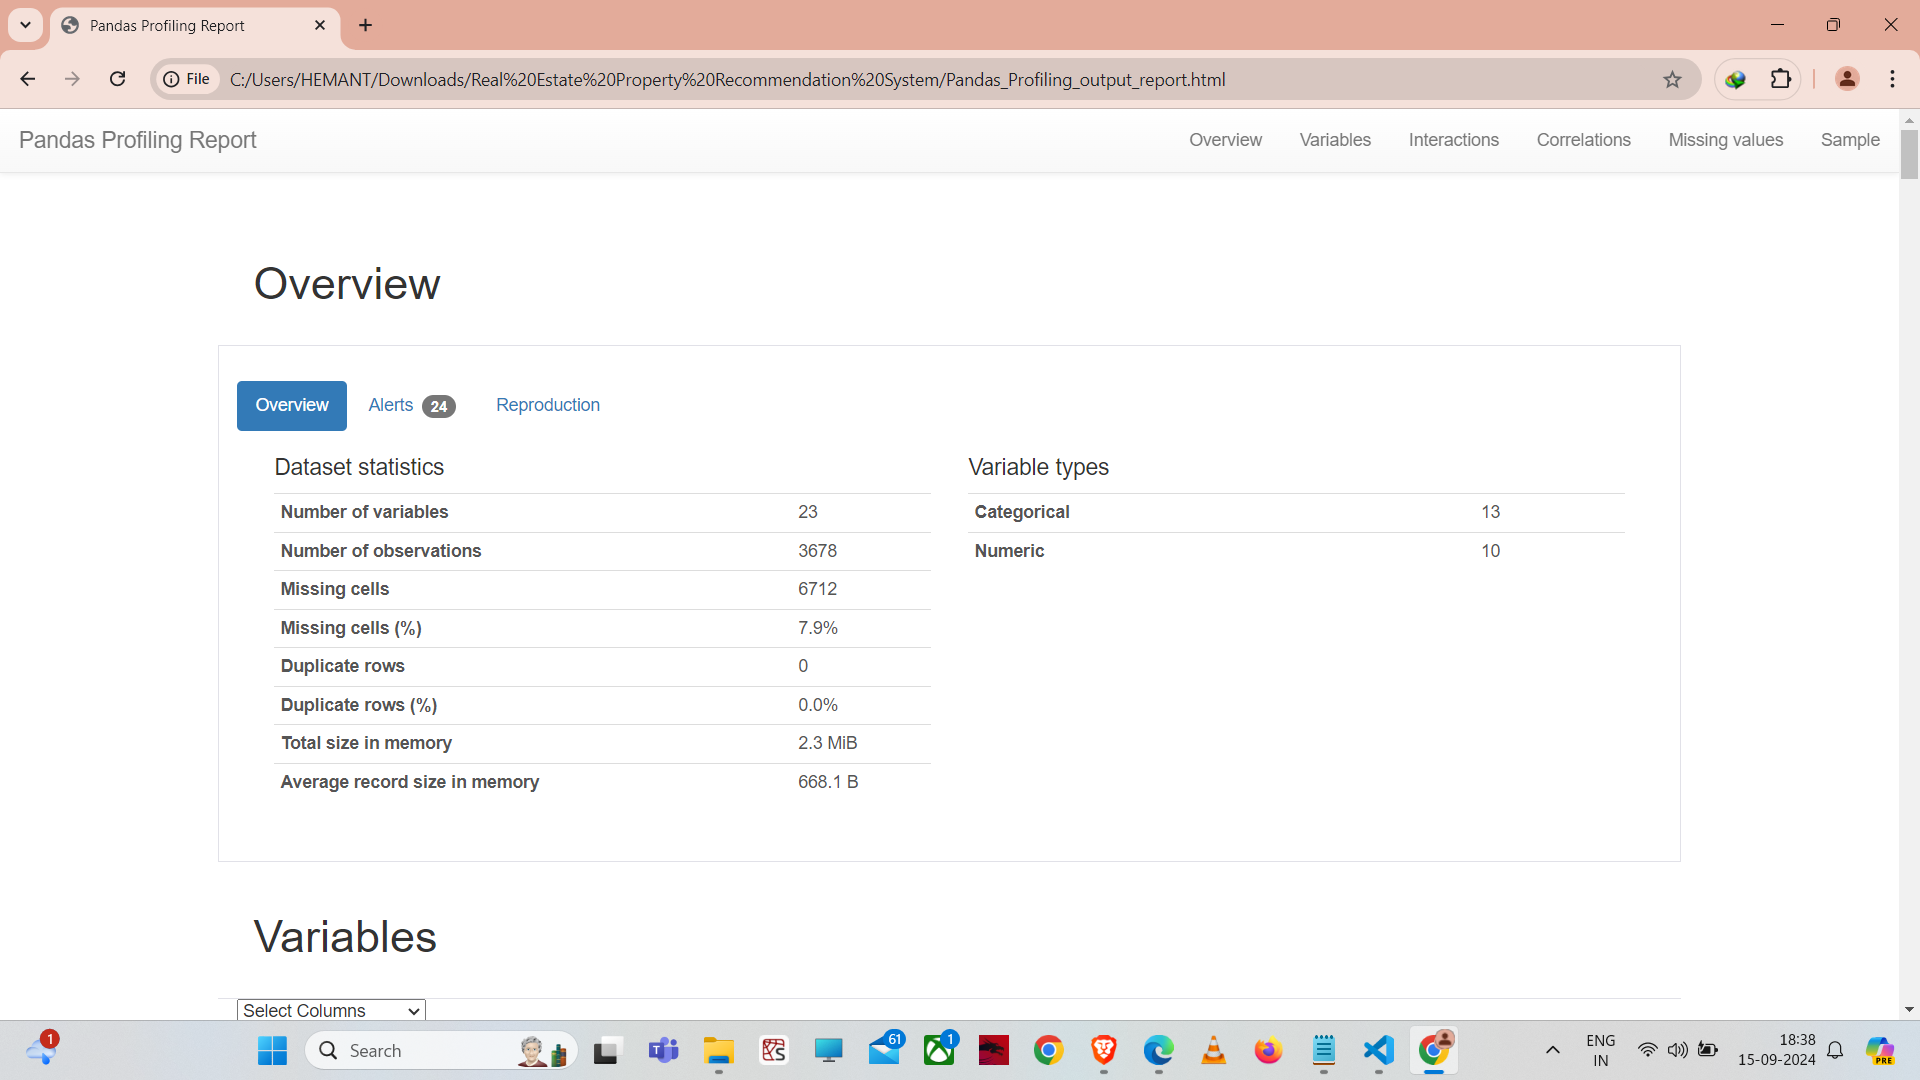 Pandas Profiling Report
File C:/Users/HEMANT/Downloads/Real%20Estate%20Property%20Recommendation%20System/Pandas_Profiling_output_report.html
Pandas Profiling Report Overview Variables Interactions Correlations Missing values Sample
Overview
Overview Alerts 24 Reproduction
Dataset statistics
Number of variables 23
Number of observations 3678
Missing cells 6712
Missing cells (%) 7.9%
Duplicate rows 0
Duplicate rows (%) 0.0%
Total size in memory 2.3 MiB
Average record size in memory 668.1 B
Variable types
Categorical 13
Numeric 10
Variables
Select Columns
1
Search
61
1
ENG
IN
18:38
15-09-2024
PRE